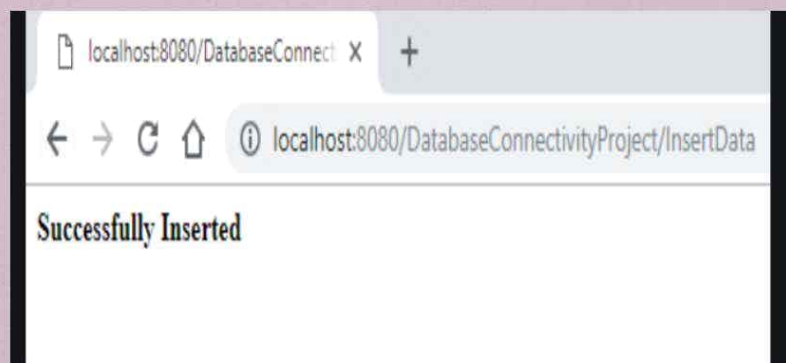 localhost:8080/DatabaseConnect
localhost:8080/DatabaseConnectivityProject/InsertData
Successfully Inserted